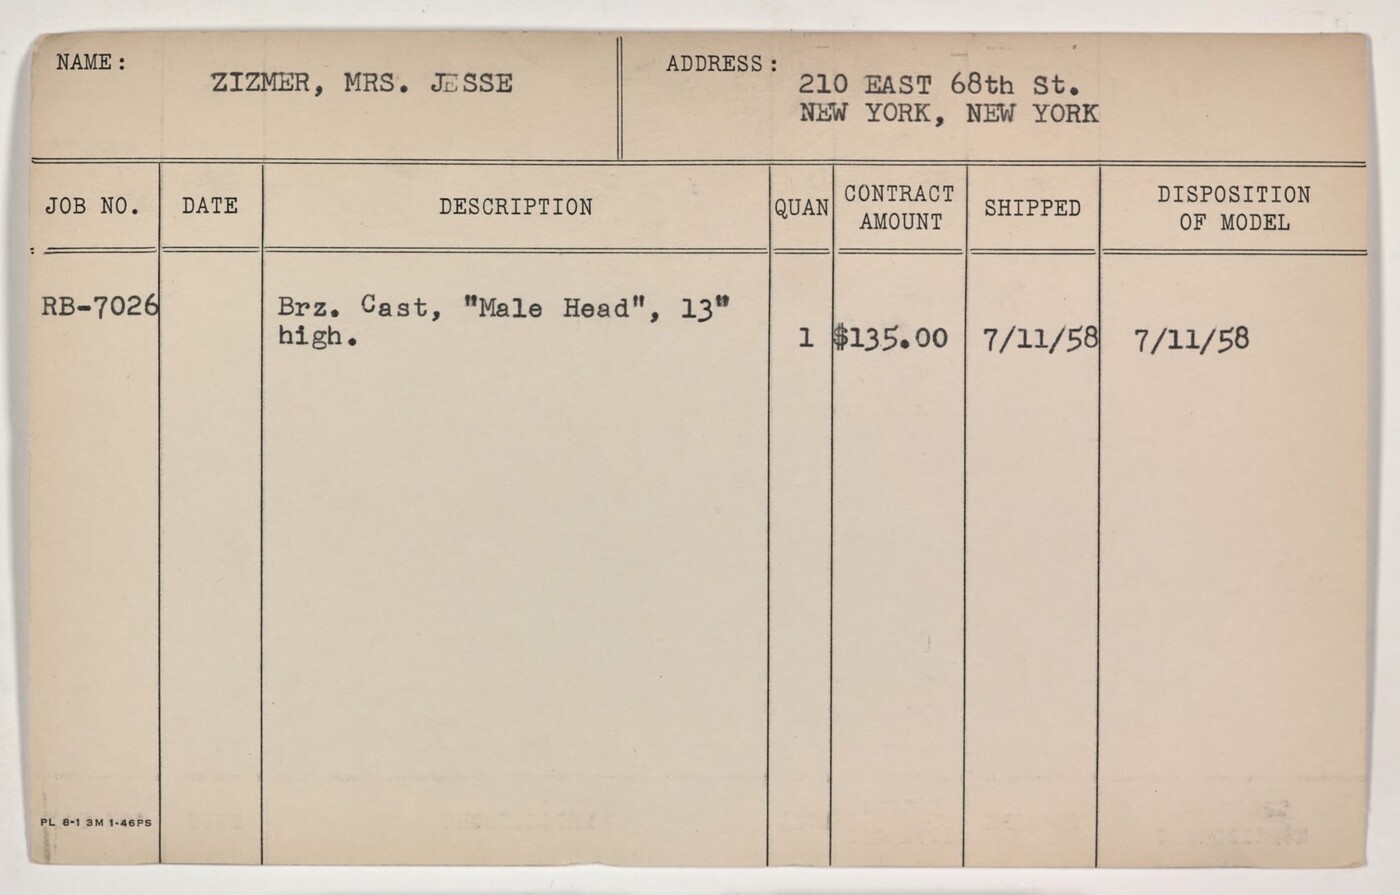 NAME: ZIZMER, MRS. JESSE
ADDRESS: 210 EAST 68th St.
NEW YORK, NEW YORK
JOB NO. DATE DESCRIPTION QUAN CONTRACT AMOUNT SHIPPED DISPOSITION OF MODEL
RB-7026 Brz. Cast, "Male Head", 13"
high. 1 $135.00 7/11/58 7/11/58
PL 8-1 3M 1-46PS